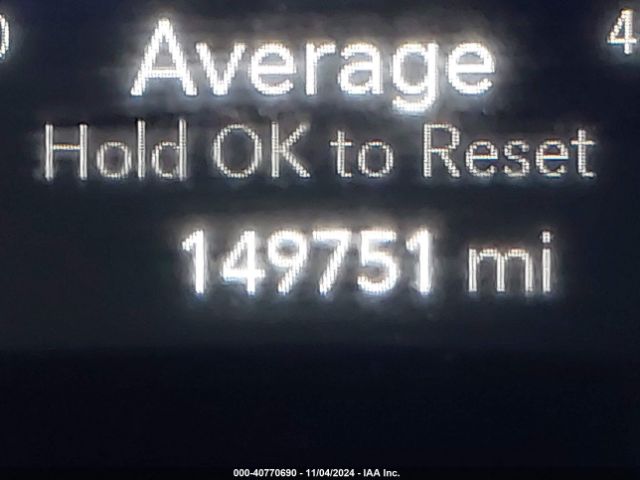 Average
Hold OK to Reset
149751 mi
000-40770690 - 11/04/2024 - IAA Inc.